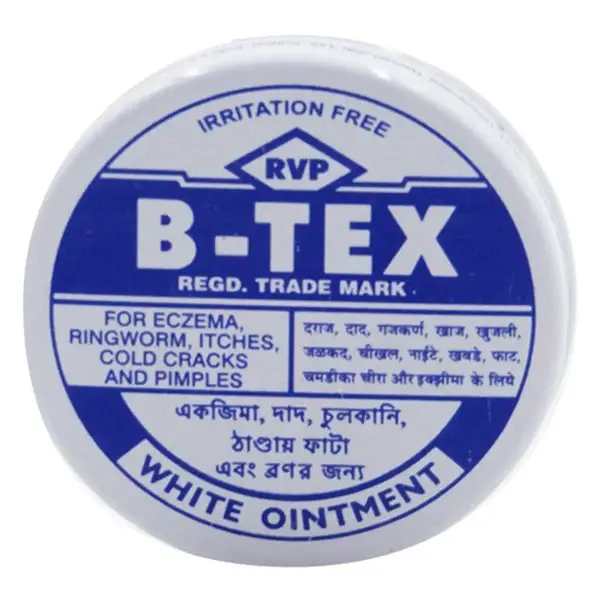 IRRITATION FREE
RVP
B-TEX
REGD. TRADE MARK
FOR ECZEMA,
RINGWORM, ITCHES,
COLD CRACKS
AND PIMPLES
दराज, दाद, गजकर्ण, खाज, खुजली,
जळकद, चीखल, नाईटे, खवडे, फाट,
चमडीका चीरा और इक्झीमा के लिये
একজিমা, দাদ, চুলকানি,
ঠাণ্ডায় ফাটা
এবং ব্রণর জন্য
WHITE OINTMENT